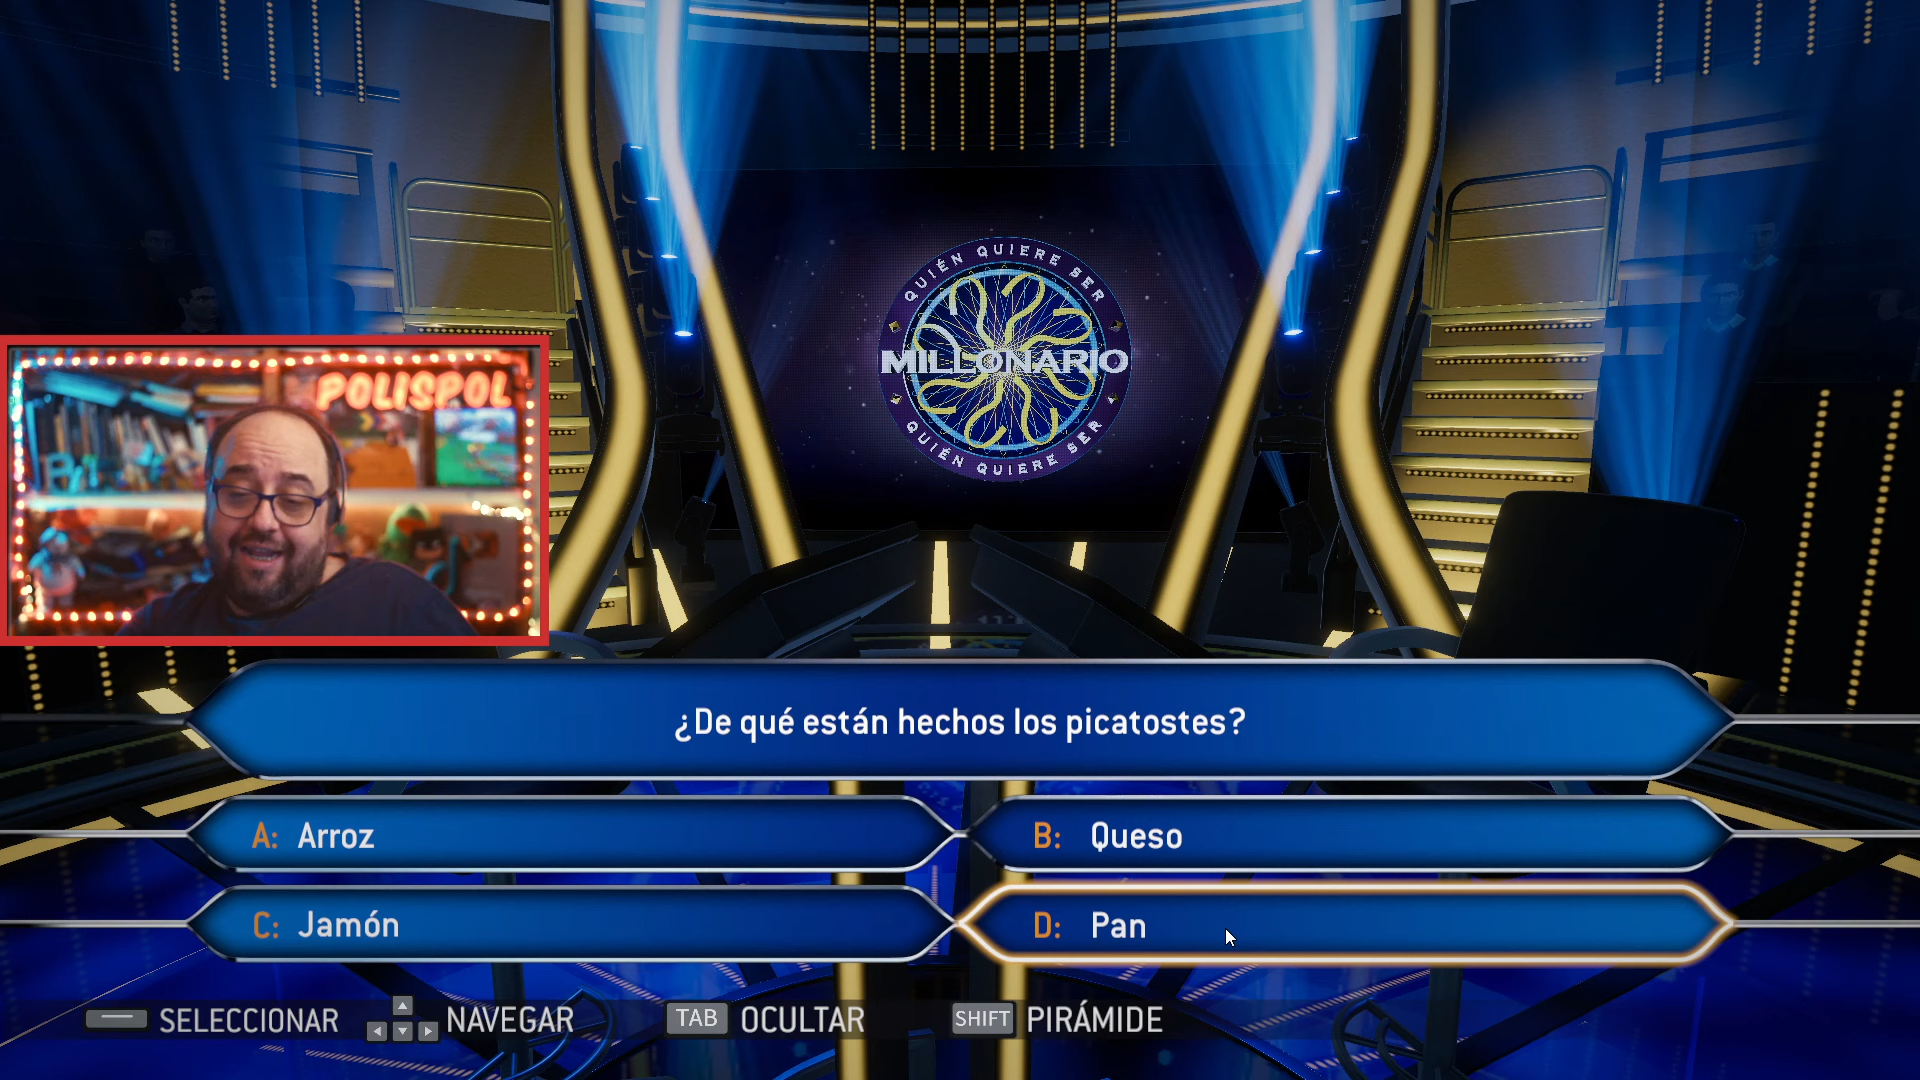 QUIÉN QUIERE SER
MILLONARIO
QUIÉN QUIERE SER
POLISPOL
¿De qué están hechos los picatostes?
A: Arroz
B: Queso
C: Jamón
D: Pan
SELECCIONAR
NAVEGAR
TAB OCULTAR
SHIFT PIRÁMIDE